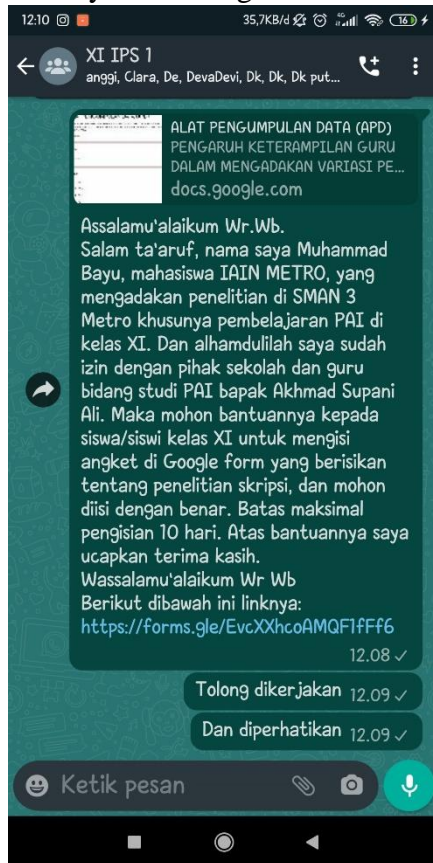 12:10
35,7KB/d
16
XI IPS 1
anggi, Clara, De, DevaDevi, Dk, Dk, Dk put...
ALAT PENGUMPULAN DATA (APD)
PENGARUH KETERAMPILAN GURU
DALAM MENGADAKAN VARIASI PE...
docs.google.com
Assalamu'alaikum Wr.Wb.
Salam ta'aruf, nama saya Muhammad
Bayu, mahasiswa IAIN METRO, yang
mengadakan penelitian di SMAN 3
Metro khusunya pembelajaran PAI di
kelas XI. Dan alhamdulilah saya sudah
izin dengan pihak sekolah dan guru
bidang studi PAI bapak Akhmad Supani
Ali. Maka mohon bantuannya kepada
siswa/siswi kelas XI untuk mengisi
angket di Google form yang berisikan
tentang penelitian skripsi, dan mohon
diisi dengan benar. Batas maksimal
pengisian 10 hari. Atas bantuannya saya
ucapkan terima kasih.
Wassalamu'alaikum Wr Wb
Berikut dibawah ini linknya:
https://forms.gle/EvcXXhcoAMQF1fFf6
12.08
Tolong dikerjakan 12.09
Dan diperhatikan 12.09
Ketik pesan